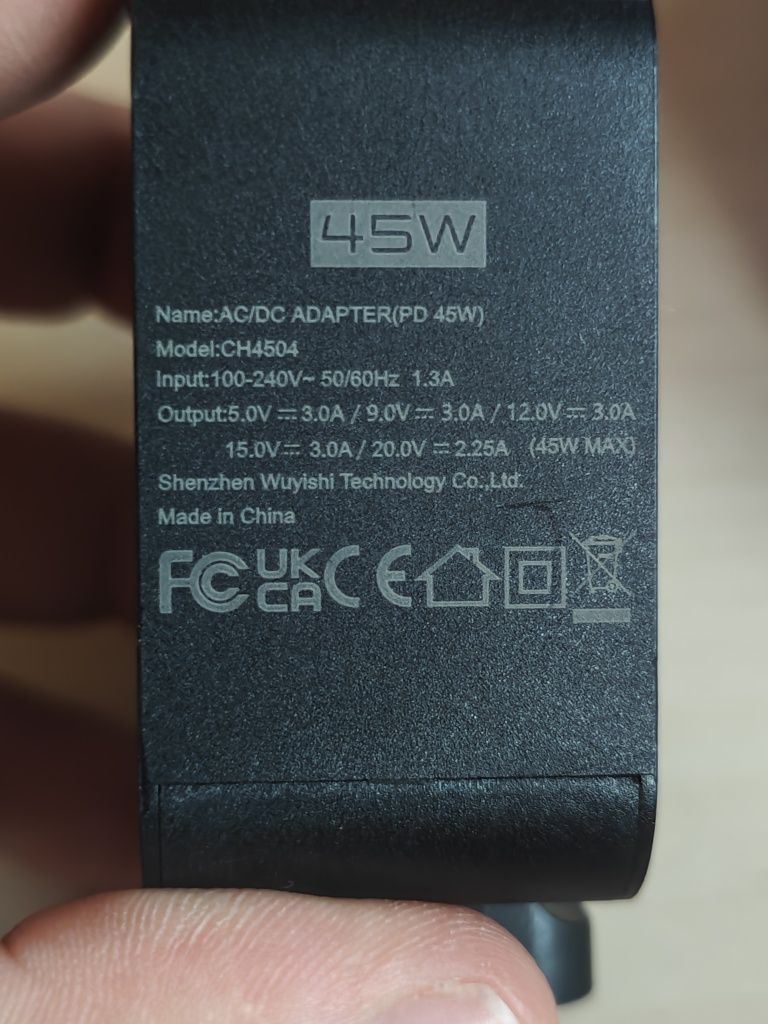 45W
Name:AC/DC ADAPTER(PD 45W)
Model:CH4504
Input:100-240V~ 50/60Hz 1.3A
Output:5.0V⎓3.0A / 9.0V⎓ 3.0A / 12.0V⎓ 3.0A
15.0V⎓ 3.0A / 20.0V⎓2.25A (45W MAX)
Shenzhen Wuyishi Technology Co.,Ltd.
Made in China
FC UK CA CE